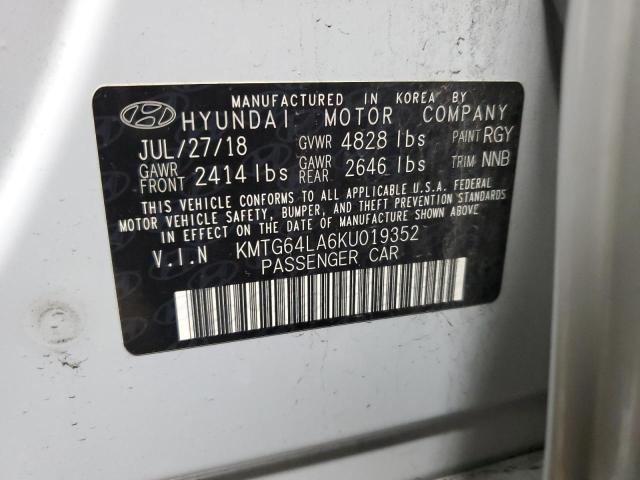 MANUFACTURED IN KOREA BY
HYUNDAI MOTOR COMPANY
JUL/27/18 GVWR 4828 lbs PAINT RGY
GAWR FRONT 2414 lbs GAWR REAR 2646 lbs TRIM NNB
THIS VEHICLE CONFORMS TO ALL APPLICABLE U.S.A. FEDERAL
MOTOR VEHICLE SAFETY, BUMPER, AND THEFT PREVENTION
STANDARDS IN EFFECT ON THE DATE OF MANUFACTURE SHOWN ABOVE.
V.I.N KMTG64LA6KU019352
PASSENGER CAR